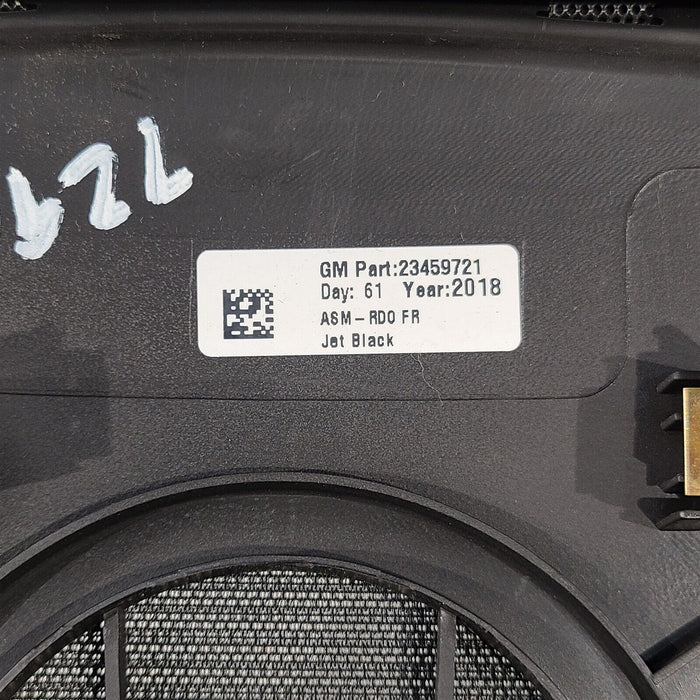 GM Part:23459721
Day: 61 Year:2018
ASM-RDO FR
Jet Black